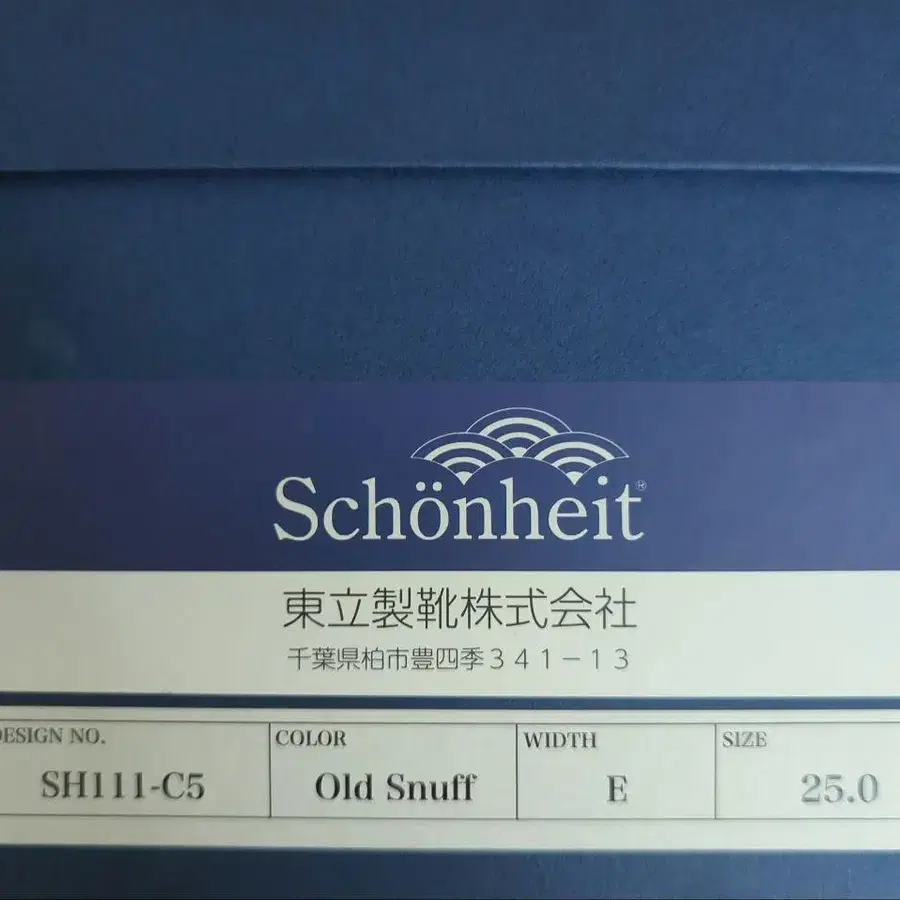 Schönheit®
東立製靴株式会社
千葉県柏市豊四季341-13
DESIGN NO. COLOR WIDTH SIZE
SH111-C5 Old Snuff E 25.0